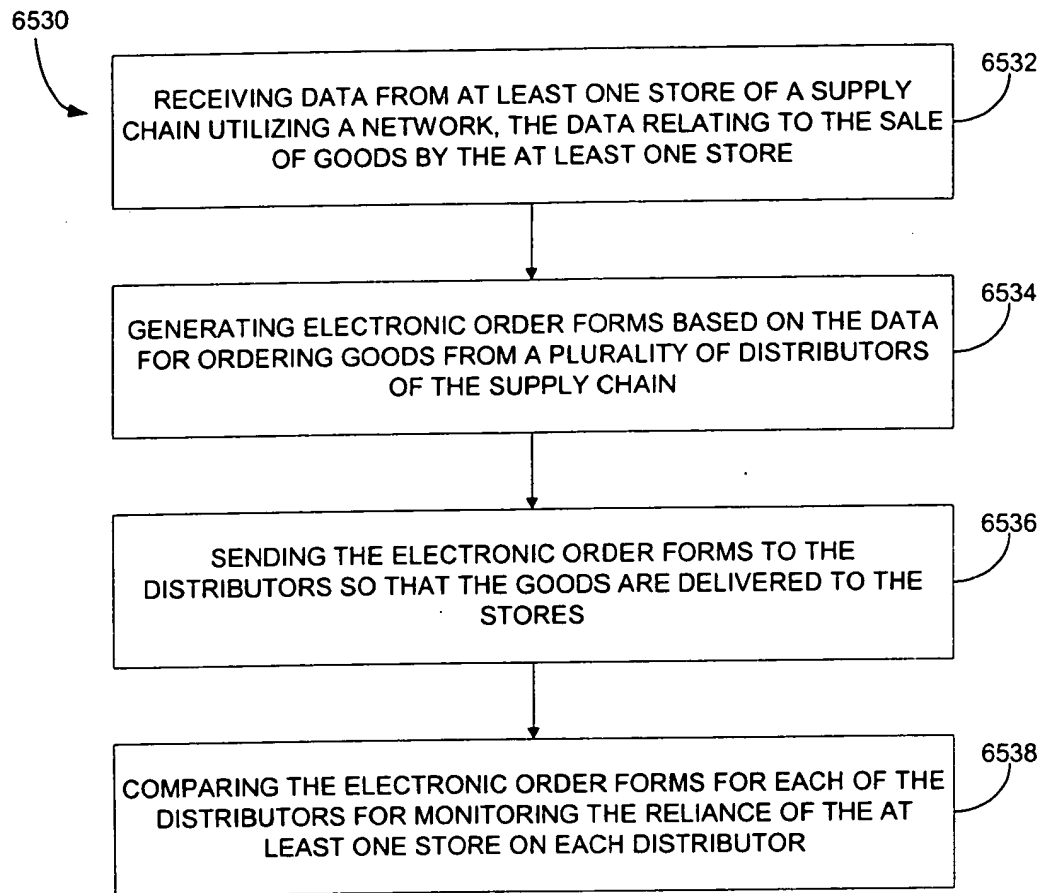 6530
6532
RECEIVING DATA FROM AT LEAST ONE STORE OF A SUPPLY
CHAIN UTILIZING A NETWORK, THE DATA RELATING TO THE SALE
OF GOODS BY THE AT LEAST ONE STORE
6534
GENERATING ELECTRONIC ORDER FORMS BASED ON THE DATA
FOR ORDERING GOODS FROM A PLURALITY OF DISTRIBUTORS
OF THE SUPPLY CHAIN
6536
SENDING THE ELECTRONIC ORDER FORMS TO THE
DISTRIBUTORS SO THAT THE GOODS ARE DELIVERED TO THE
STORES
6538
COMPARING THE ELECTRONIC ORDER FORMS FOR EACH OF THE
DISTRIBUTORS FOR MONITORING THE RELIANCE OF THE AT
LEAST ONE STORE ON EACH DISTRIBUTOR